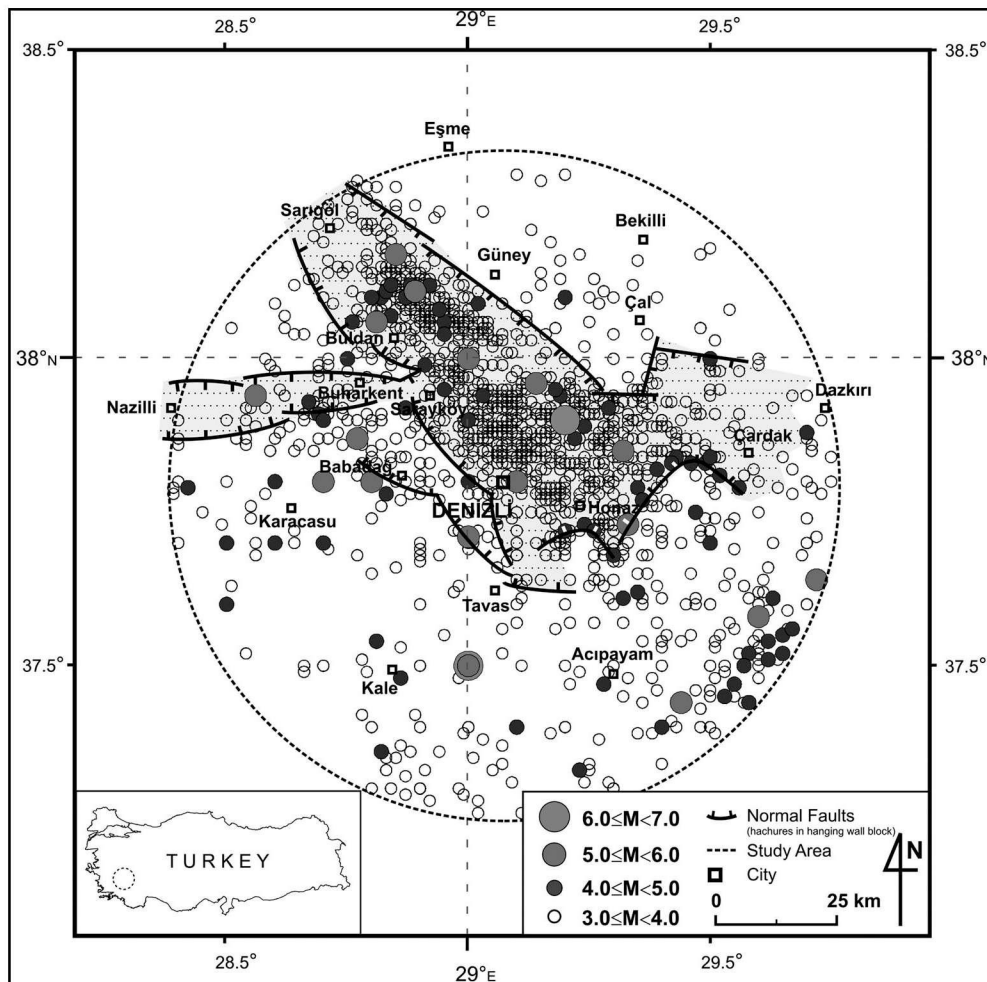 28.5°
29°E
29.5°
38.5°
38.5°
Eşme
Sarıgöl
Bekilli
Güney
Çal
Buldan
38°N
38°N
Buharkent
Dazkırı
Nazilli
Sarayköy
Çardak
Babadağ
DENİZLİ
Honaz
Karacasu
Tavas
Acıpayam
37.5°
37.5°
Kale
TURKEY
6.0≤M<7.0
5.0≤M<6.0
4.0≤M<5.0
3.0≤M<4.0
Normal Faults
(hachures in hanging wall block)
Study Area
City
0 25 km
N
28.5°
29°E
29.5°